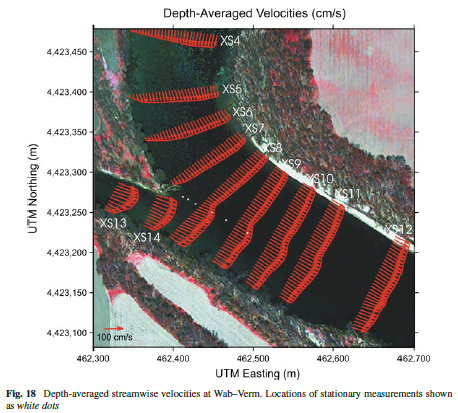 Depth-Averaged Velocities (cm/s)
4,423,450
4,423,400
4,423,350
4,423,300
4,423,250
4,423,200
4,423,150
4,423,100
UTM Northing (m)
XS4
XS5
XS6
XS7
XS8
XS9
XS10
XS11
XS12
XS13
XS14
100 cm/s
462,300 462,400 462,500 462,600 462,700
UTM Easting (m)
Fig. 18 Depth-averaged streamwise velocities at Wab–Verm. Locations of stationary measurements shown
as white dots